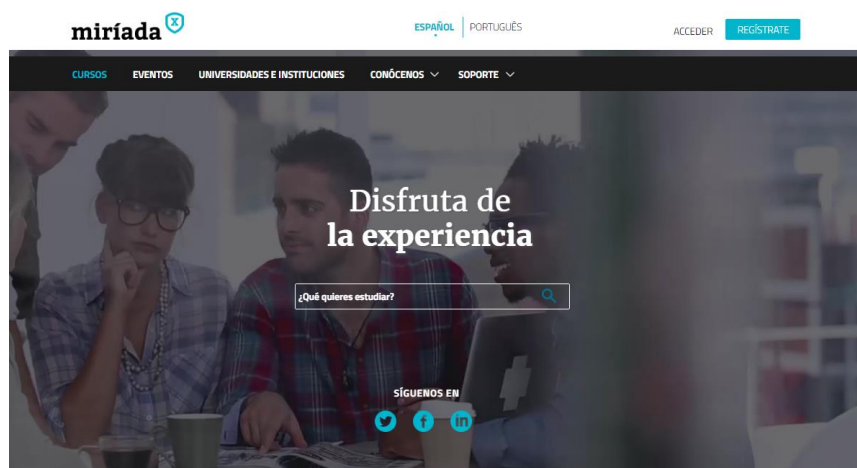 miríada x
ESPAÑOL PORTUGUÊS
ACCEDER REGÍSTRATE
CURSOS EVENTOS UNIVERSIDADES E INSTITUCIONES CONÓCENOS SOPORTE
Disfruta de
la experiencia
¿Qué quieres estudiar?
SÍGUENOS EN
f in